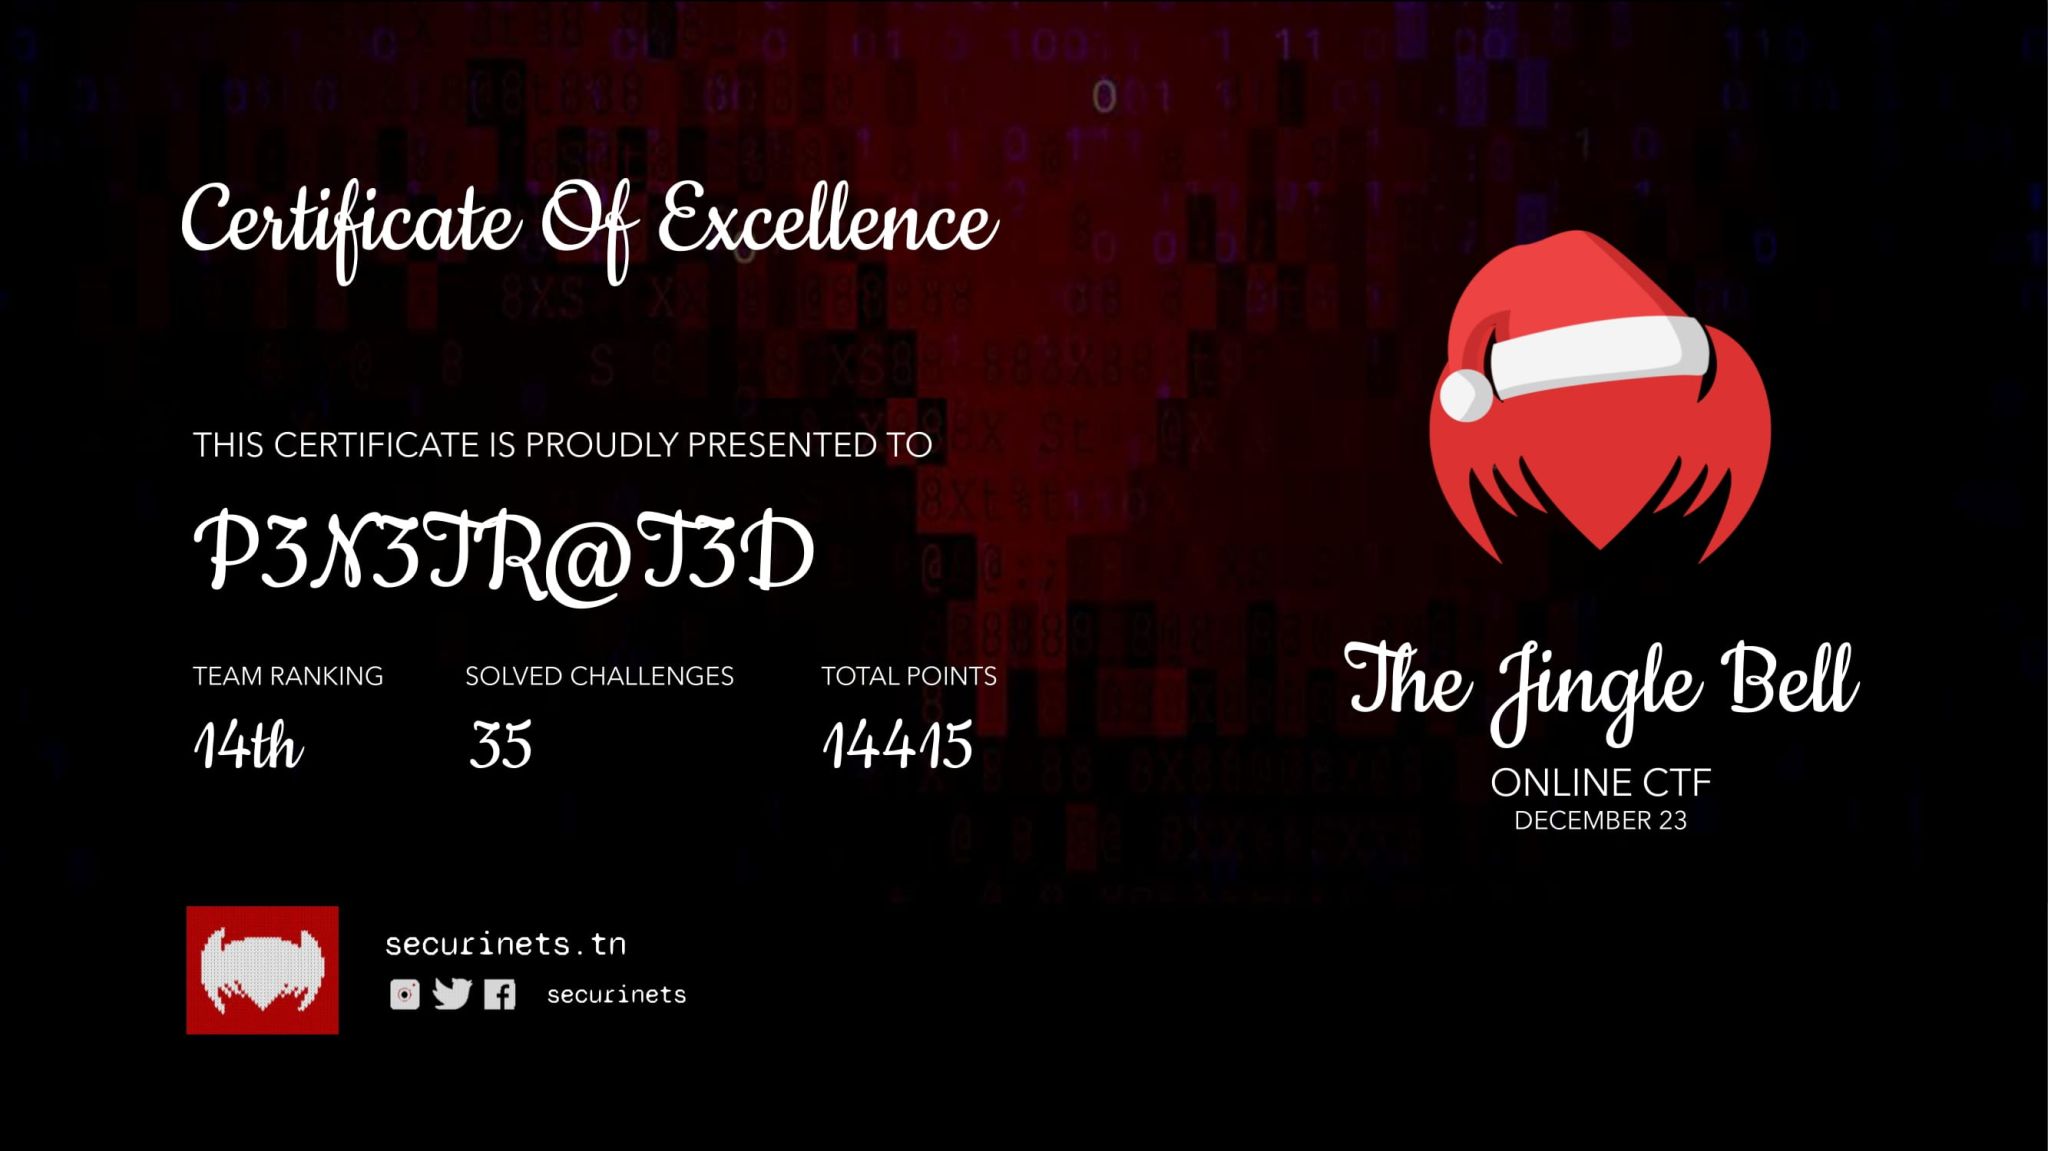 Certificate Of Excellence
THIS CERTIFICATE IS PROUDLY PRESENTED TO
P3N3TR@T3D
TEAM RANKING SOLVED CHALLENGES TOTAL POINTS
14th 35 14415
The Jingle Bell
ONLINE CTF
DECEMBER 23
securinets.tn
securinets